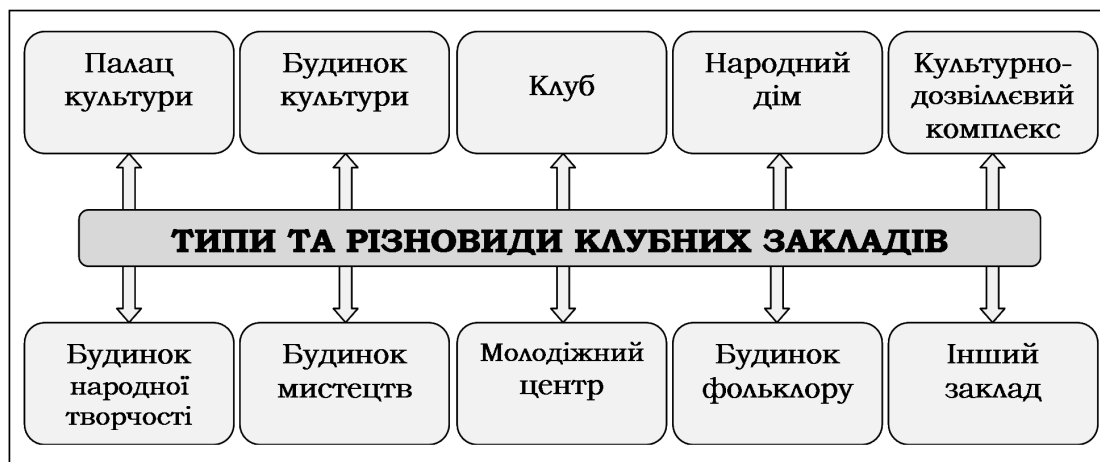 Палац
культури
Будинок
культури
Клуб
Народний
дім
Культурно-
дозвіллєвий
комплекс
ТИПИ ТА РІЗНОВИДИ КЛУБНИХ ЗАКЛАДІВ
Будинок
народної
творчості
Будинок
мистецтв
Молодіжний
центр
Будинок
фольклору
Інший
заклад